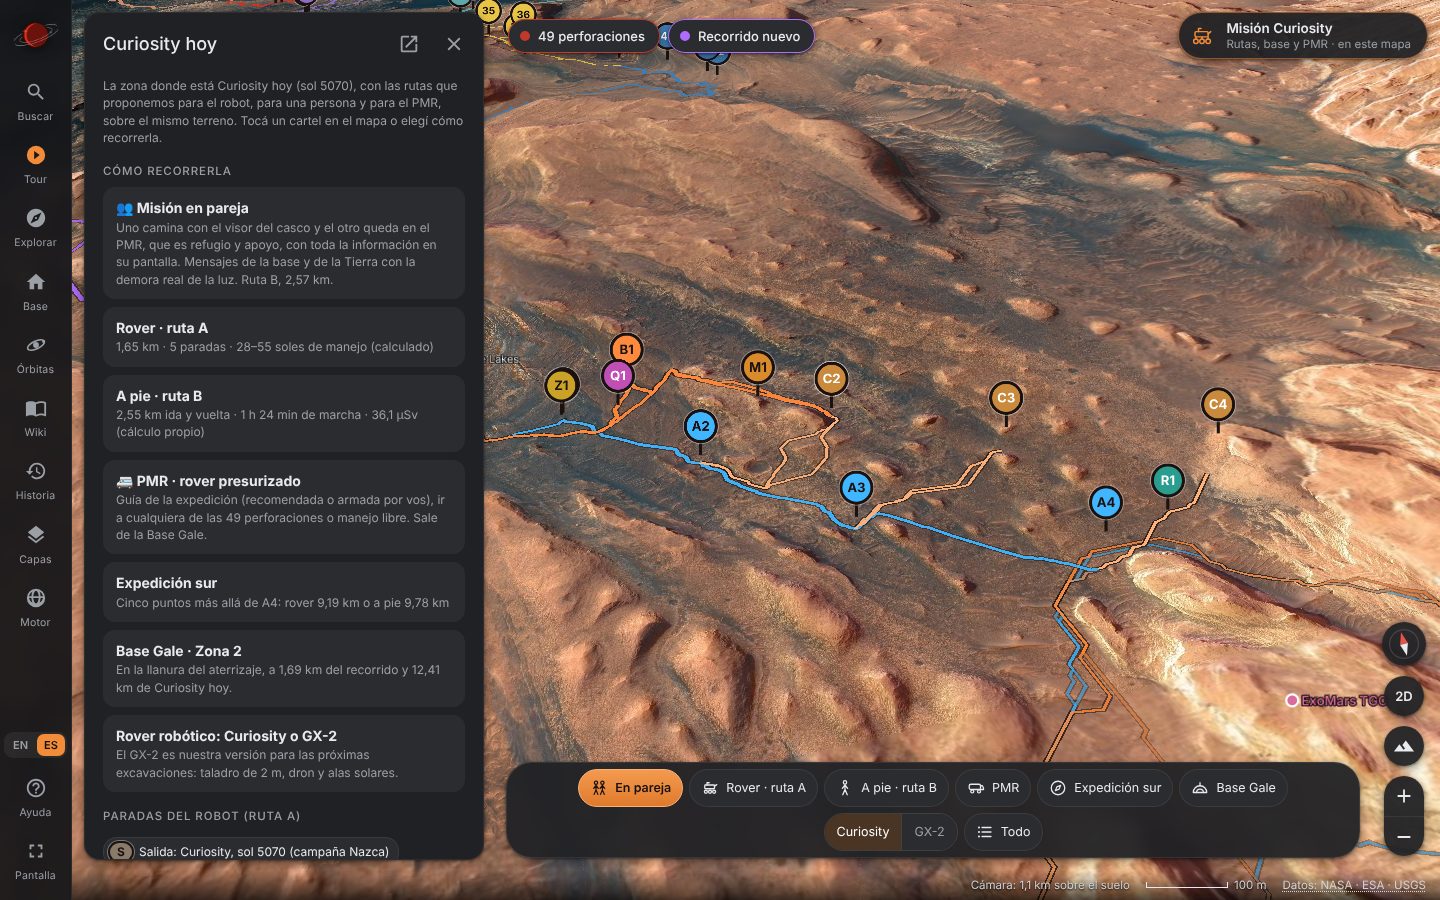 Buscar
Tour
Explorar
Base
Órbitas
Wiki
Historia
Capas
Motor
EN ES
Ayuda
Pantalla
Curiosity hoy
La zona donde está Curiosity hoy (sol 5070), con las rutas que
proponemos para el robot, para una persona y para el PMR,
sobre el mismo terreno. Tocá un cartel en el mapa o elegí cómo
recorrerla.
CÓMO RECORRERLA
Misión en pareja
Uno camina con el visor del casco y el otro queda en el
PMR, que es refugio y apoyo, con toda la información en
su pantalla. Mensajes de la base y de la Tierra con la
demora real de la luz. Ruta B, 2,57 km.
Rover · ruta A
1,65 km · 5 paradas · 28–55 soles de manejo (calculado)
A pie · ruta B
2,55 km ida y vuelta · 1 h 24 min de marcha · 36,1 µSv
(cálculo propio)
PMR · rover presurizado
Guía de la expedición (recomendada o armada por vos), ir
a cualquiera de las 49 perforaciones o manejo libre. Sale
de la Base Gale.
Expedición sur
Cinco puntos más allá de A4: rover 9,19 km o a pie 9,78 km
Base Gale · Zona 2
En la llanura del aterrizaje, a 1,69 km del recorrido y 12,41
km de Curiosity hoy.
Rover robótico: Curiosity o GX-2
El GX-2 es nuestra versión para las próximas
excavaciones: taladro de 2 m, dron y alas solares.
PARADAS DEL ROBOT (RUTA A)
S Salida: Curiosity, sol 5070 (campaña Nazca)
35
36
49 perforaciones
Recorrido nuevo
Misión Curiosity
Rutas, base y PMR · en este mapa
Lakes
B1
Q1
Z1
M1
C2
A2
C3
C4
A3
R1
A4
ExoMars TGO
2D
En pareja
Rover · ruta A
A pie · ruta B
PMR
Expedición sur
Base Gale
Curiosity
GX-2
Todo
+
−
Cámara: 1,1 km sobre el suelo
100 m
Datos: NASA · ESA · USGS